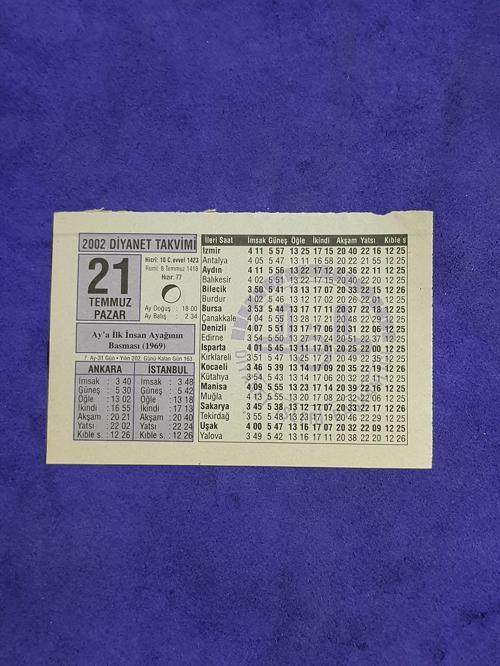 2002 DİYANET TAKVİMİ
21
TEMMUZ
PAZAR
Hicri: 10 C.evvel 1423
Rumi: 8 Temmuz 1418
Hızır: 77
Ay Doğuş : 18 00
Ay Batış : 2 34
Ay'a İlk İnsan Ayağının
Basması (1969)
7. Ay-31 Gün • Yılın 202. Günü-Kalan Gün 163
ANKARA
İmsak : 3 40
Güneş : 5 30
Öğle : 13 02
İkindi : 16 55
Akşam : 20 21
Yatsı : 22 02
Kıble s. : 12 26
İSTANBUL
İmsak : 3 48
Güneş : 5 42
Öğle : 13 18
İkindi : 17 13
Akşam : 20 40
Yatsı : 22 24
Kıble s. : 12 26
İleri Saat İmsak Güneş Öğle İkindi Akşam Yatsı Kıble s
İzmir 4 11 5 57 13 25 17 15 20 40 22 16 12 25
Antalya 4 05 5 47 13 11 16 58 20 22 21 55 12 25
Aydın 4 11 5 56 13 22 17 12 20 36 22 11 12 25
Balıkesir 4 02 5 51 13 22 17 15 20 40 22 20 12 25
Bilecik 3 50 5 41 13 13 17 07 20 33 22 15 12 26
Burdur 4 02 5 46 13 12 17 01 20 26 22 01 12 25
Bursa 3 53 5 44 13 17 17 11 20 37 22 18 12 25
Çanakkale 4 04 5 55 13 28 17 21 20 48 22 29 12 25
Denizli 4 07 5 51 13 17 17 06 20 31 22 06 12 25
Edirne 3 54 5 50 13 26 17 24 20 51 22 37 12 25
Isparta 4 01 5 45 13 11 17 01 20 25 22 00 12 25
Kırklareli 3 51 5 47 13 25 17 21 20 49 22 35 12 25
Kocaeli 3 46 5 39 13 14 17 09 20 35 22 19 12 26
Kütahya 3 54 5 43 13 14 17 06 20 32 22 11 12 25
Manisa 4 09 5 55 13 23 17 14 20 39 22 16 12 25
Muğla 4 13 5 55 13 20 17 08 20 32 22 05 12 25
Sakarya 3 45 5 38 13 12 17 07 20 33 22 17 12 26
Tekirdağ 3 55 5 48 13 23 17 19 20 46 22 29 12 25
Uşak 4 00 5 47 13 16 17 07 20 32 22 09 12 25
Yalova 3 49 5 42 13 16 17 11 20 38 22 20 12 26